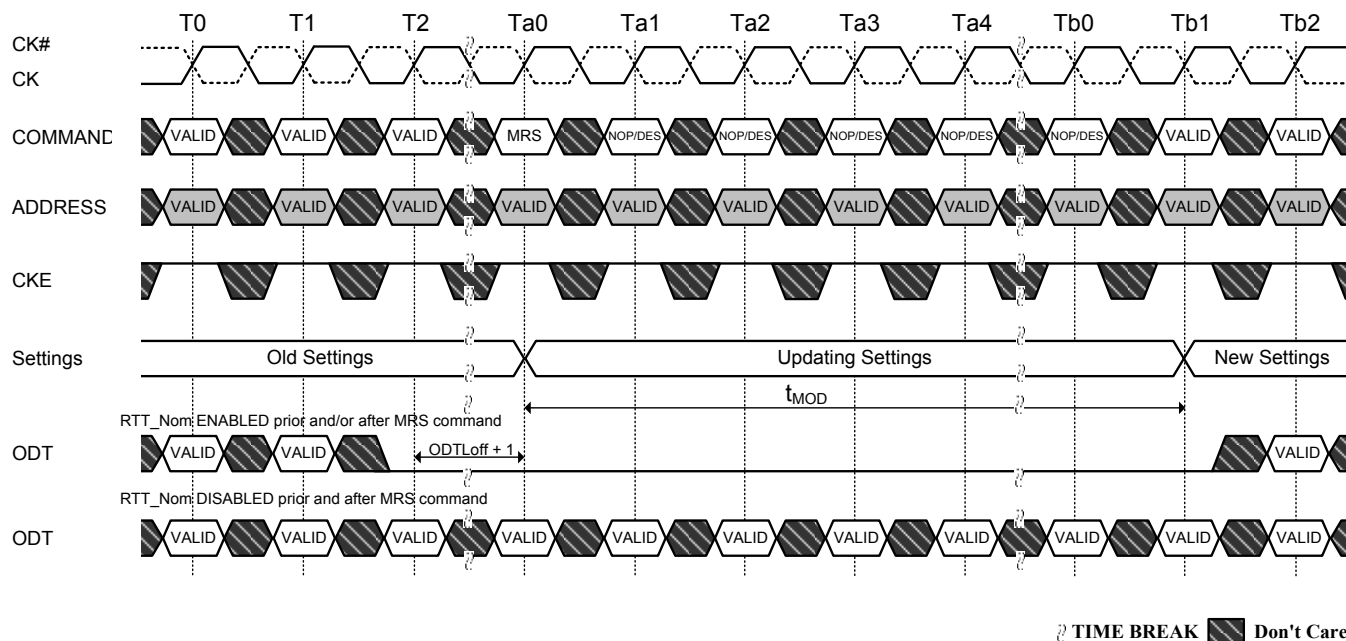 T0 T1 T2 Ta0 Ta1 Ta2 Ta3 Ta4 Tb0 Tb1 Tb2
CK#
CK
COMMAND VALID VALID VALID MRS NOP/DES NOP/DES NOP/DES NOP/DES NOP/DES VALID VALID
ADDRESS VALID VALID VALID VALID VALID VALID VALID VALID VALID VALID VALID
CKE
Settings Old Settings Updating Settings New Settings
tMOD
RTT_Nom ENABLED prior and/or after MRS command
ODT VALID VALID ODTLoff + 1 VALID
RTT_Nom DISABLED prior and after MRS command
ODT VALID VALID VALID VALID VALID VALID VALID VALID VALID VALID VALID
TIME BREAK Don't Care